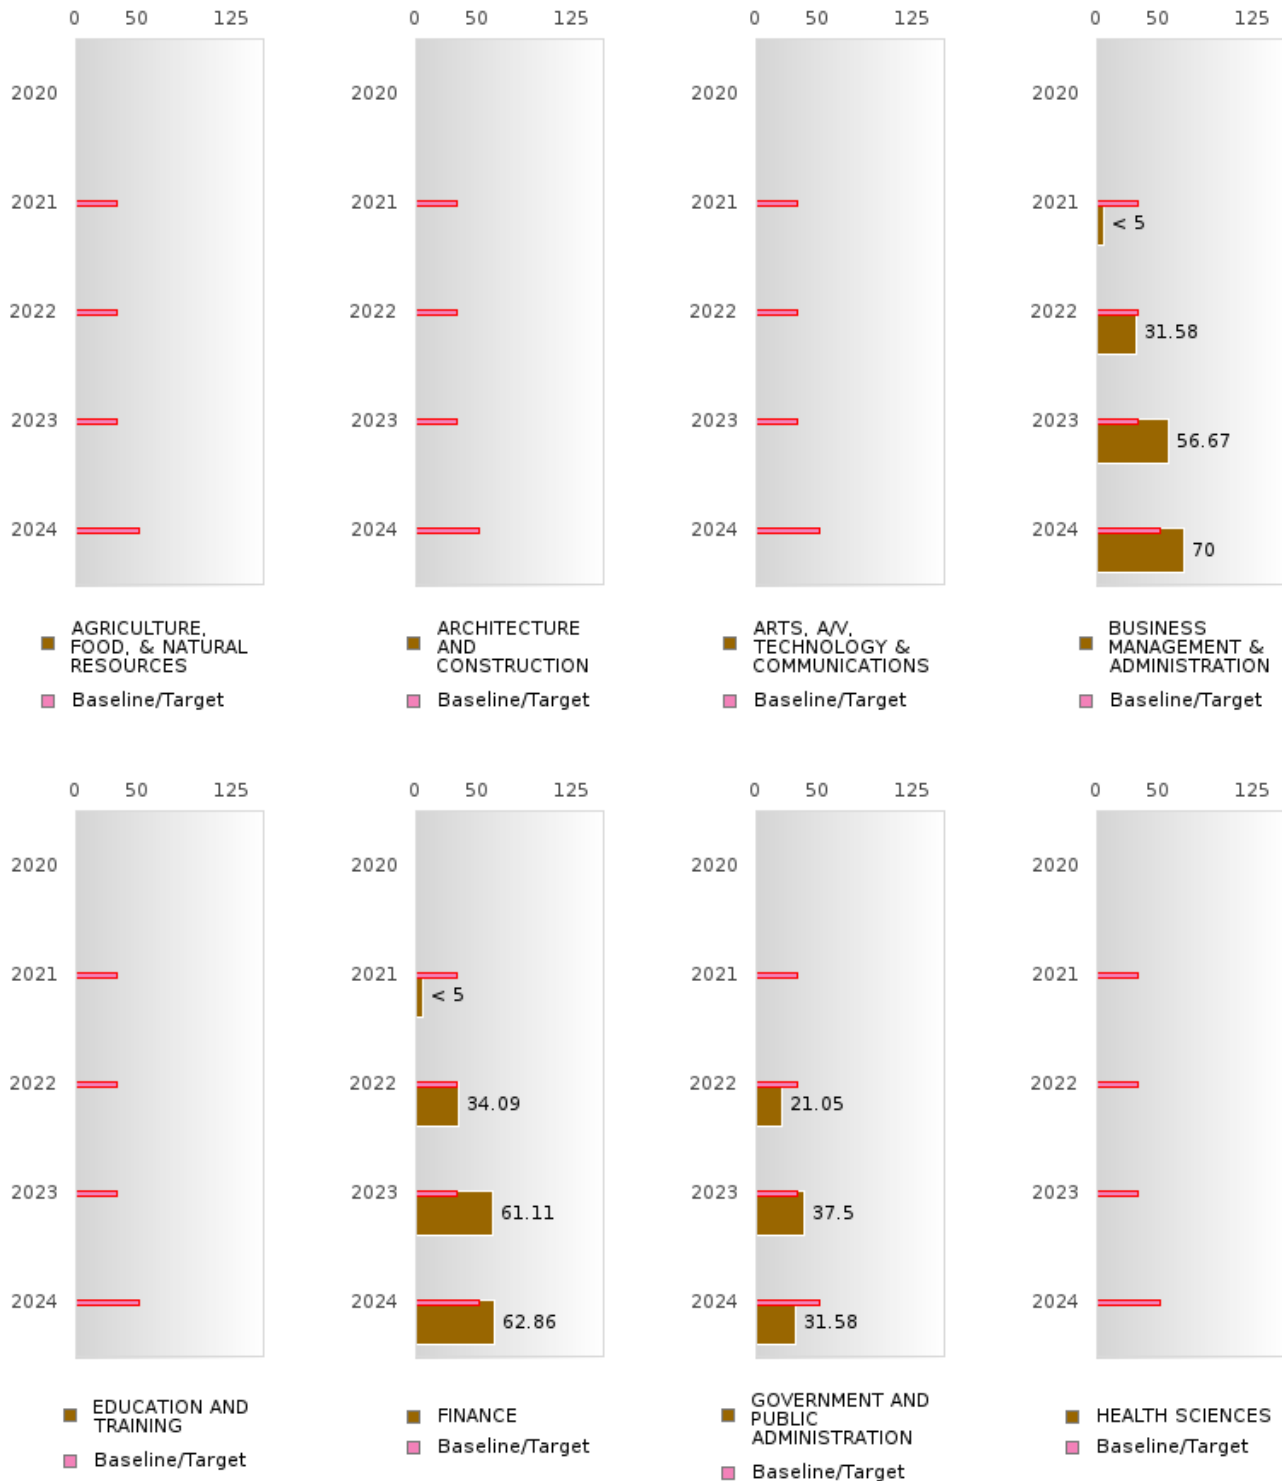 0 50 125 0 50 125 0 50 125 0 50 125
2020 2020 2020 2020
2021 2021 2021 2021
< 5
2022 2022 2022 2022
31.58
2023 2023 2023 2023
56.67
2024 2024 2024 2024
70
AGRICULTURE,
FOOD, & NATURAL
RESOURCES
Baseline/Target
ARCHITECTURE
AND
CONSTRUCTION
Baseline/Target
ARTS, A/V,
TECHNOLOGY &
COMMUNICATIONS
Baseline/Target
BUSINESS
MANAGEMENT &
ADMINISTRATION
Baseline/Target
0 50 125 0 50 125 0 50 125 0 50 125
2020 2020 2020 2020
2021 2021 2021 2021
< 5
2022 2022 2022 2022
34.09 21.05
2023 2023 2023 2023
61.11 37.5
2024 2024 2024 2024
62.86 31.58
EDUCATION AND
TRAINING
Baseline/Target
FINANCE
Baseline/Target
GOVERNMENT AND
PUBLIC
ADMINISTRATION
Baseline/Target
HEALTH SCIENCES
Baseline/Target